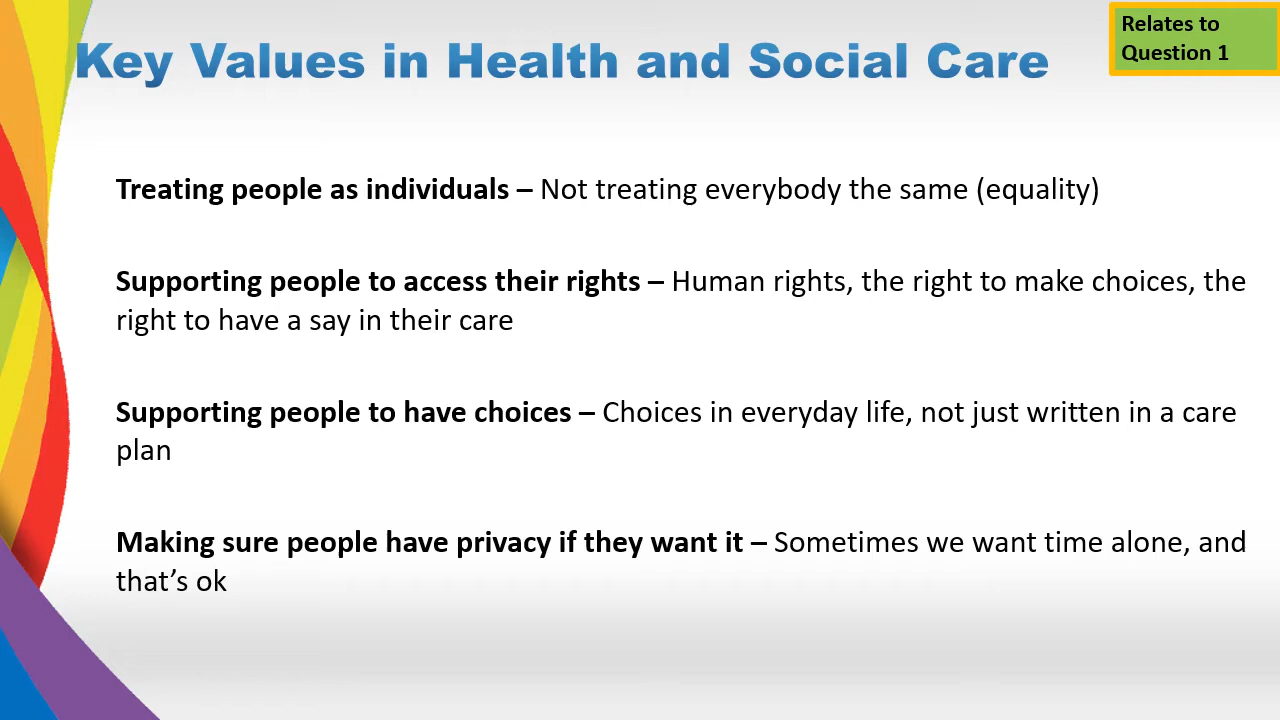 Relates to
Question 1
Key Values in Health and Social Care
Treating people as individuals – Not treating everybody the same (equality)
Supporting people to access their rights – Human rights, the right to make choices, the
right to have a say in their care
Supporting people to have choices – Choices in everyday life, not just written in a care
plan
Making sure people have privacy if they want it – Sometimes we want time alone, and
that’s ok